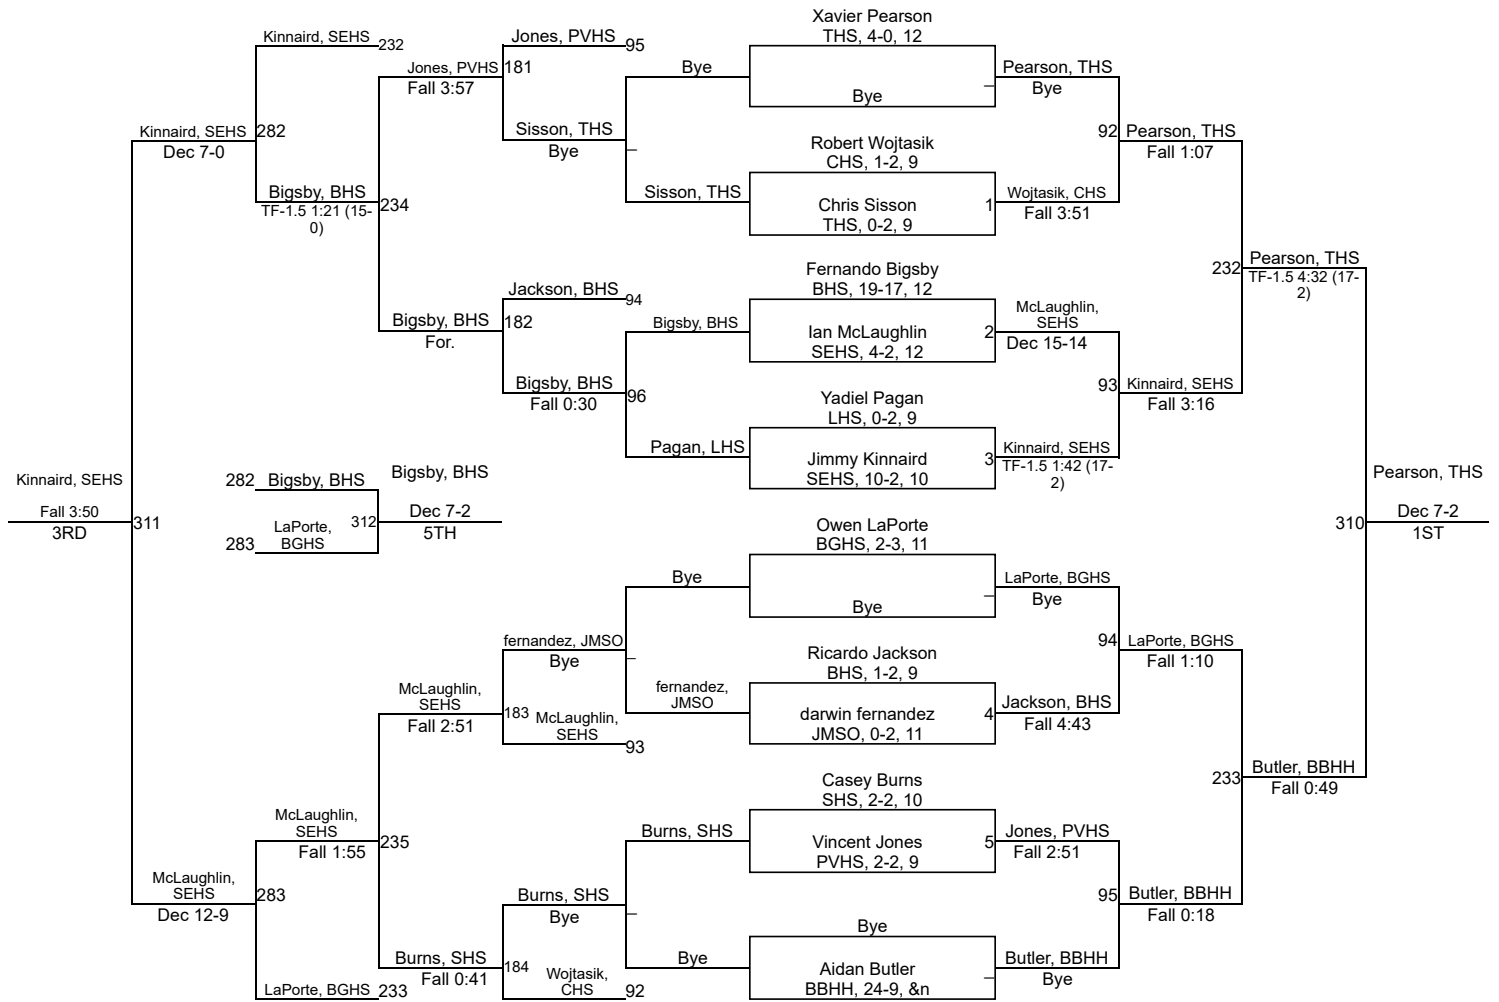 Xavier Pearson
THS, 4-0, 12
Kinnaird, SEHS
232
Jones, PVHS
95
Jones, PVHS
181
Fall 3:57
Bye
Bye
Pearson, THS
Bye
Kinnaird, SEHS
282
Dec 7-0
Sisson, THS
Bye
Robert Wojtasik
CHS, 1-2, 9
92
Pearson, THS
Fall 1:07
Bigsby, BHS
TF-1.5 1:21 (15-
0)
234
Sisson, THS
Chris Sisson
THS, 0-2, 9
1
Wojtasik, CHS
Fall 3:51
Fernando Bigsby
BHS, 19-17, 12
232
Pearson, THS
TF-1.5 4:32 (17-
2)
Jackson, BHS
94
Bigsby, BHS
182
For.
Bigsby, BHS
Ian McLaughlin
SEHS, 4-2, 12
2
McLaughlin,
SEHS
Dec 15-14
Bigsby, BHS
Fall 0:30
96
Yadiel Pagan
LHS, 0-2, 9
93
Kinnaird, SEHS
Fall 3:16
Pagan, LHS
Jimmy Kinnaird
SEHS, 10-2, 10
3
Kinnaird, SEHS
TF-1.5 1:42 (17-
2)
Kinnaird, SEHS
Fall 3:50
3RD
311
282
Bigsby, BHS
283
LaPorte,
BGHS
312
Bigsby, BHS
Dec 7-2
5TH
Pearson, THS
310
Dec 7-2
1ST
Owen LaPorte
BGHS, 2-3, 11
Bye
Bye
LaPorte, BGHS
Bye
fernandez, JMSO
Bye
Ricardo Jackson
BHS, 1-2, 9
94
LaPorte, BGHS
Fall 1:10
McLaughlin,
SEHS
Fall 2:51
183
McLaughlin,
SEHS
93
fernandez,
JMSO
darwin fernandez
JMSO, 0-2, 11
4
Jackson, BHS
Fall 4:43
Casey Burns
SHS, 2-2, 10
233
Butler, BBHH
Fall 0:49
McLaughlin,
SEHS
Fall 1:55
235
Burns, SHS
Vincent Jones
PVHS, 2-2, 9
5
Jones, PVHS
Fall 2:51
McLaughlin,
SEHS
Dec 12-9
283
Burns, SHS
Bye
Bye
95
Butler, BBHH
Fall 0:18
Burns, SHS
Fall 0:41
184
Bye
Aidan Butler
BBHH, 24-9, &n
Butler, BBHH
Bye
LaPorte, BGHS
233
Wojtasik,
CHS
92